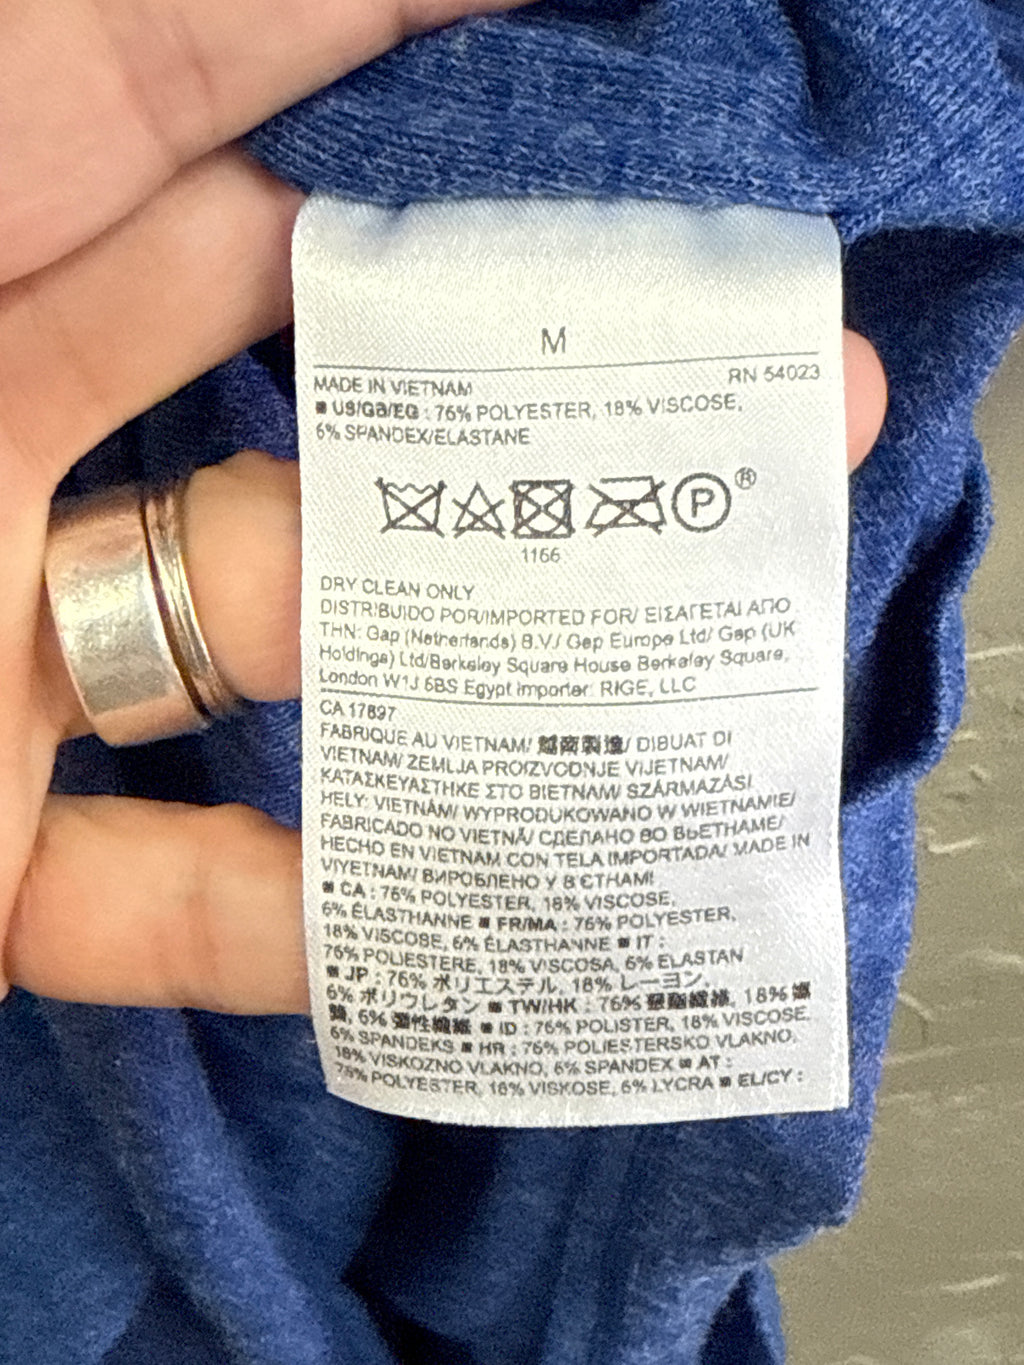 M
RN 54023
MADE IN VIETNAM
■ US/GB/EG : 76% POLYESTER, 18% VISCOSE,
6% SPANDEX/ELASTANE
P ®
1166
DRY CLEAN ONLY
DISTRIBUIDO POR/IMPORTED FOR/ ΕΙΣΑΓΕΤΑΙ ΑΠΟ
ΤΗΝ: Gap (Netherlands) B.V./ Gap Europe Ltd/ Gap (UK
Holdings) Ltd/Berkeley Square House Berkeley Square,
London W1J 6BS Egypt Importer: RIGE, LLC
CA 17897
FABRIQUE AU VIETNAM/ 越南製造/ DIBUAT DI
VIETNAM/ ZEMLJA PROIZVODNJE VIJETNAM/
ΚΑΤΑΣΚΕΥΑΣΤΗΚΕ ΣΤΟ ΒΙΕΤΝΑΜ/ SZÁRMAZÁSI
HELY: VIETNÁM/ WYPRODUKOWANO W WIETNAMIE/
FABRICADO NO VIETNÃ/ СДЕЛАНО ВО ВЬЕТНАМЕ/
HECHO EN VIETNAM CON TELA IMPORTADA/ MADE IN
VIYETNAM/ ВИРОБЛЕНО У В'ЄТНАМІ
■ CA : 76% POLYESTER, 18% VISCOSE,
6% ÉLASTHANNE ■ FR/MA : 76% POLYESTER,
18% VISCOSE, 6% ÉLASTHANNE ■ IT :
76% POLIESTERE, 18% VISCOSA, 6% ELASTAN
■ JP : 76% ポリエステル, 18% レーヨン,
6% ポリウレタン ■ TW/HK : 76% 聚酯纖維, 18%
6% 彈性纖維 ■ ID : 76% POLISTER, 18% VISCOSE,
6% SPANDEKS ■ HR : 76% POLIESTERSKO VLAKNO,
18% VISKOZNO VLAKNO, 6% SPANDEX ■ AT :
76% POLYESTER, 18% VISKOSE, 6% LYCRA ■ EL/CY :